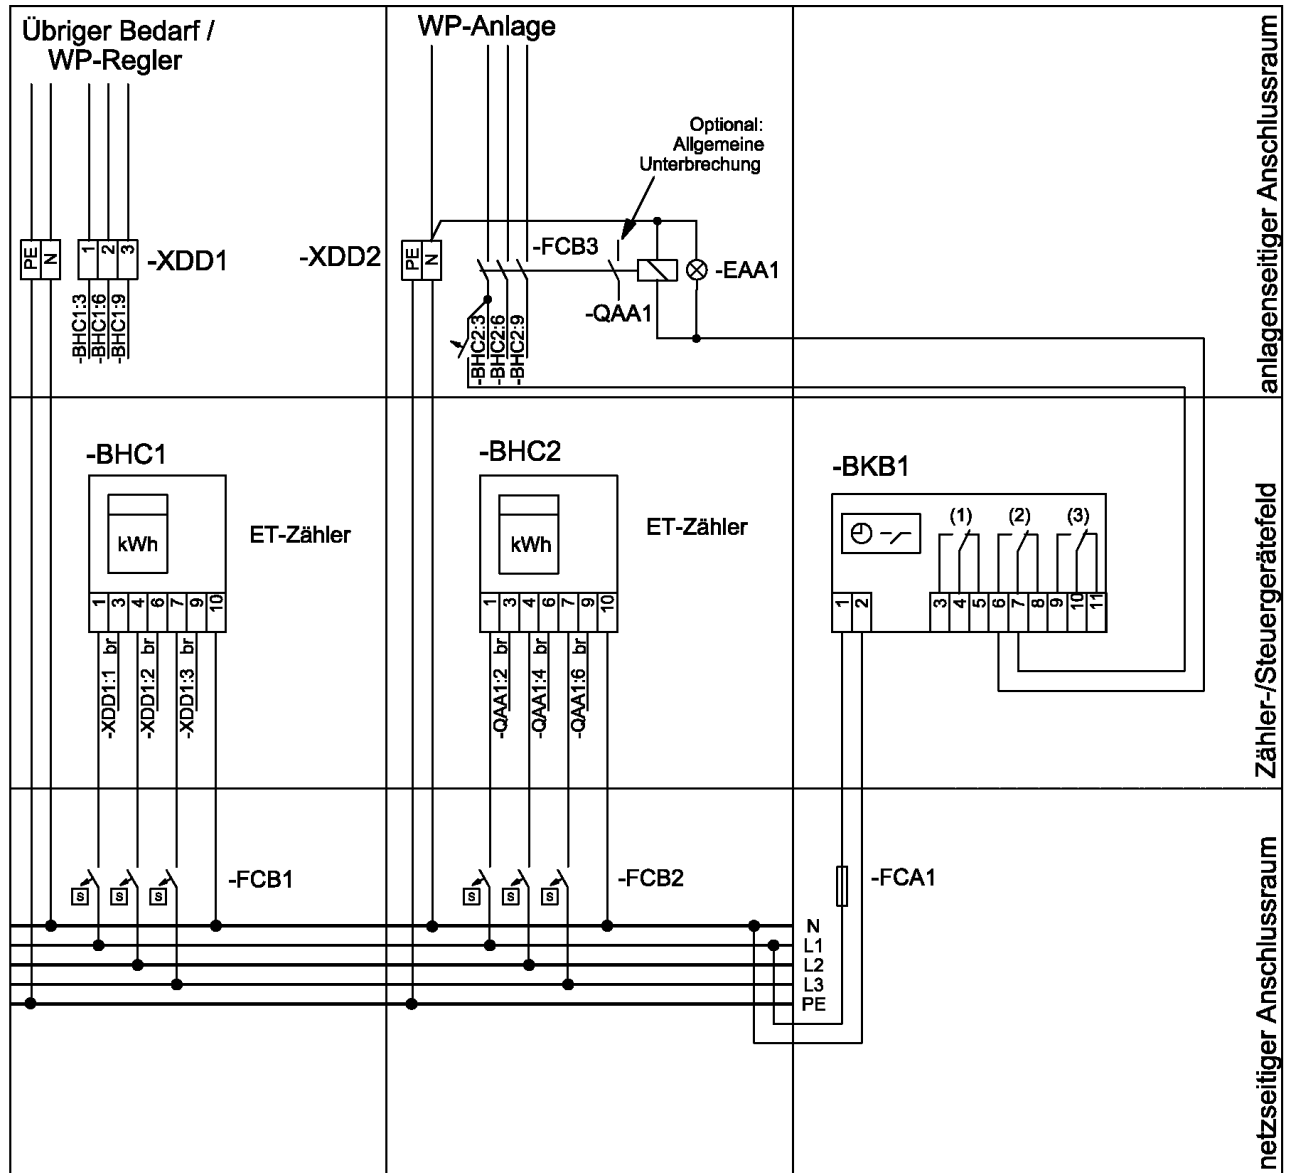 Übriger Bedarf /
WP-Regler
WP-Anlage
Optional:
Allgemeine
Unterbrechung
anlagenseitiger Anschlussraum
PE
N
1
2
3
-XDD1
-BHC1:3
-BHC1:6
-BHC1:9
-XDD2
PE
N
-FCB3
-QAA1
-EAA1
-BHC2:3
-BHC2:6
-BHC2:9
-BHC1
kWh
ET-Zähler
1 3 4 6 7 9 10
-XDD1:1 br
-XDD1:2 br
-XDD1:3 br
-BHC2
kWh
ET-Zähler
1 3 4 6 7 9 10
-QAA1:2 br
-QAA1:4 br
-QAA1:6 br
-BKB1
(1) (2) (3)
1 2
3 4 5 6 7 8 9 10 11
Zähler-/Steuergerätefeld
s s s
-FCB1
s s s
-FCB2
-FCA1
N
L1
L2
L3
PE
netzseitiger Anschlussraum